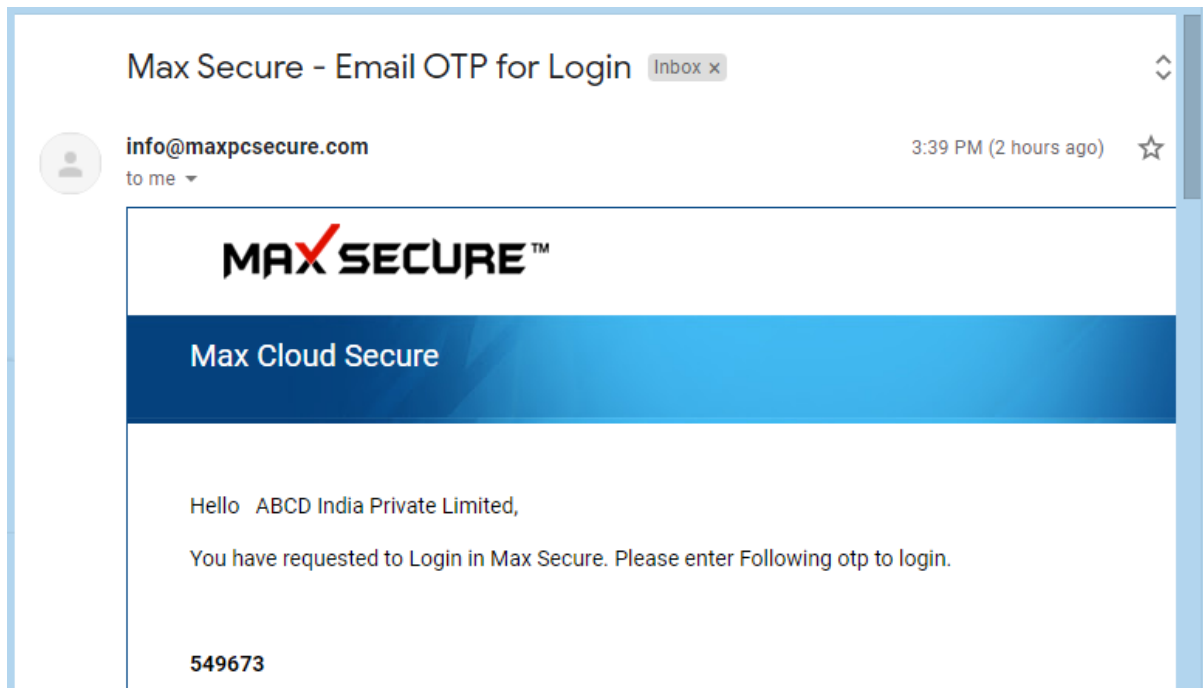 Max Secure - Email OTP for Login Inbox x
info@maxpcsecure.com 3:39 PM (2 hours ago)
to me
MAX SECURE™
Max Cloud Secure
Hello ABCD India Private Limited,
You have requested to Login in Max Secure. Please enter Following otp to login.
549673